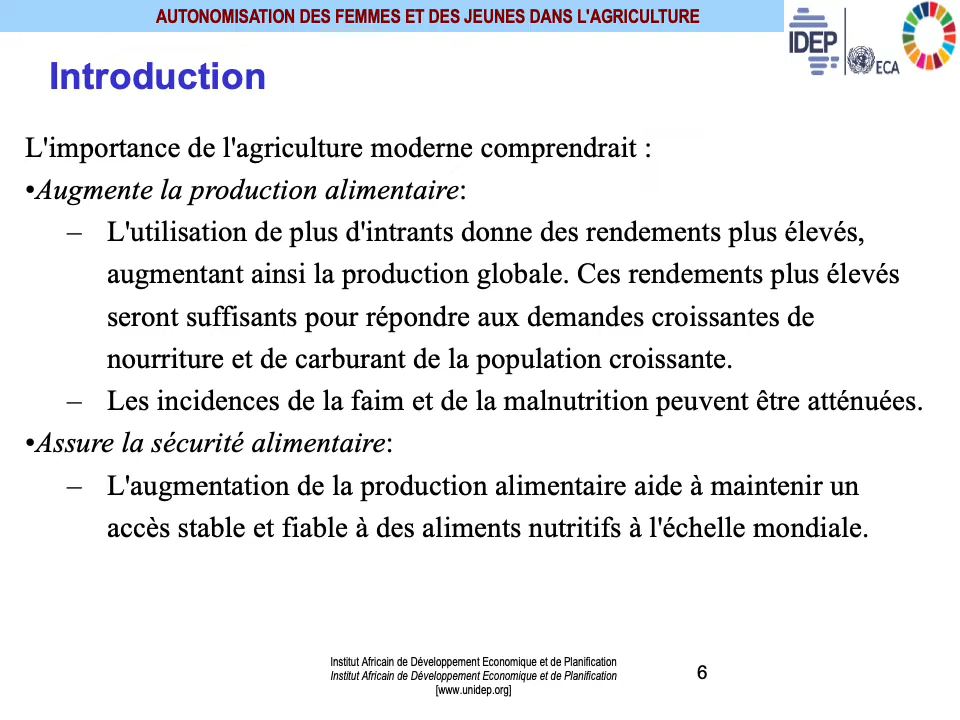 AUTONOMISATION DES FEMMES ET DES JEUNES DANS L'AGRICULTURE
IDEP
ECA
Introduction
L'importance de l'agriculture moderne comprendrait :
•Augmente la production alimentaire:
– L'utilisation de plus d'intrants donne des rendements plus élevés,
augmentant ainsi la production globale. Ces rendements plus élevés
seront suffisants pour répondre aux demandes croissantes de
nourriture et de carburant de la population croissante.
– Les incidences de la faim et de la malnutrition peuvent être atténuées.
•Assure la sécurité alimentaire:
– L'augmentation de la production alimentaire aide à maintenir un
accès stable et fiable à des aliments nutritifs à l'échelle mondiale.
Institut Africain de Développement Economique et de Planification
Institut Africain de Développement Economique et de Planification
[www.unidep.org]
6